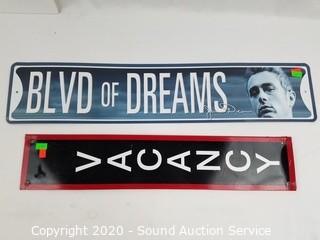 BLVD OF DREAMS
VACANCY
Copyright 2020 - Sound Auction Service